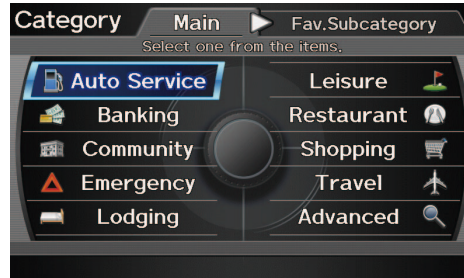 Category Main Fav.Subcategory
Select one from the items.
Auto Service Leisure
Banking Restaurant
Community Shopping
Emergency Travel
Lodging Advanced